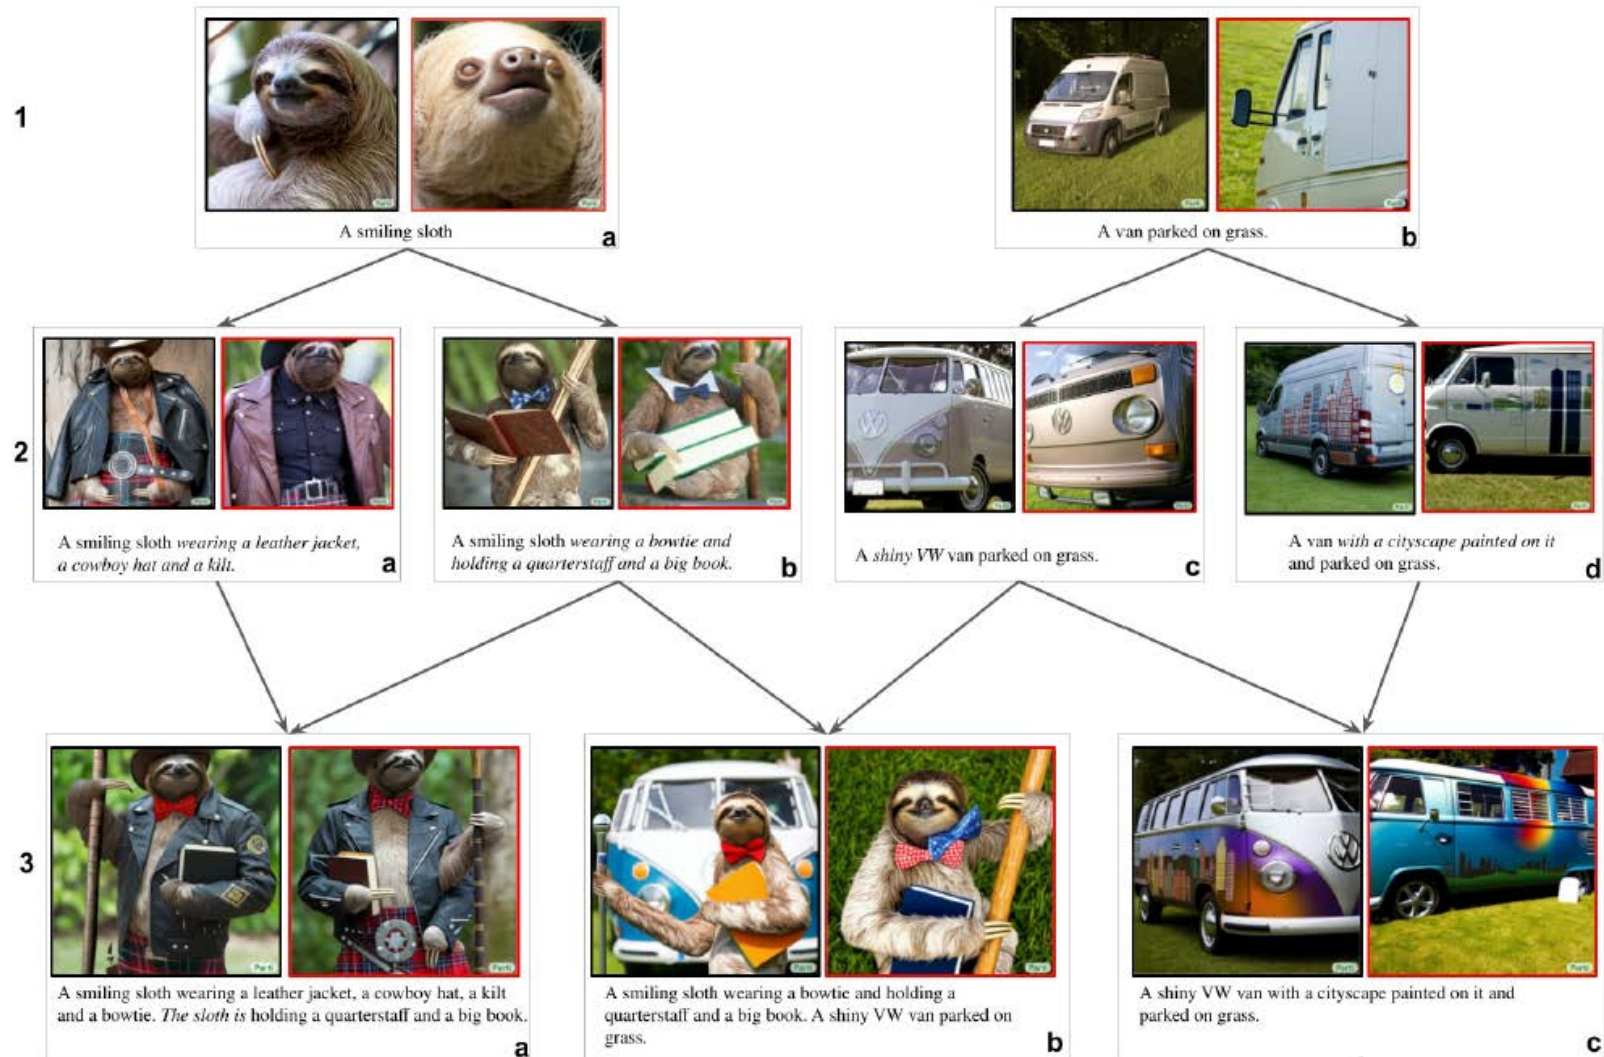 1
A smiling sloth
a
A van parked on grass.
b
2
A smiling sloth wearing a leather jacket,
a cowboy hat and a kilt.
a
A smiling sloth wearing a bowtie and
holding a quarterstaff and a big book.
b
A shiny VW van parked on grass.
c
A van with a cityscape painted on it
and parked on grass.
d
3
A smiling sloth wearing a leather jacket, a cowboy hat, a kilt
and a bowtie. The sloth is holding a quarterstaff and a big book.
a
A smiling sloth wearing a bowtie and holding a
quarterstaff and a big book. A shiny VW van parked on
grass.
b
A shiny VW van with a cityscape painted on it and
parked on grass.
c